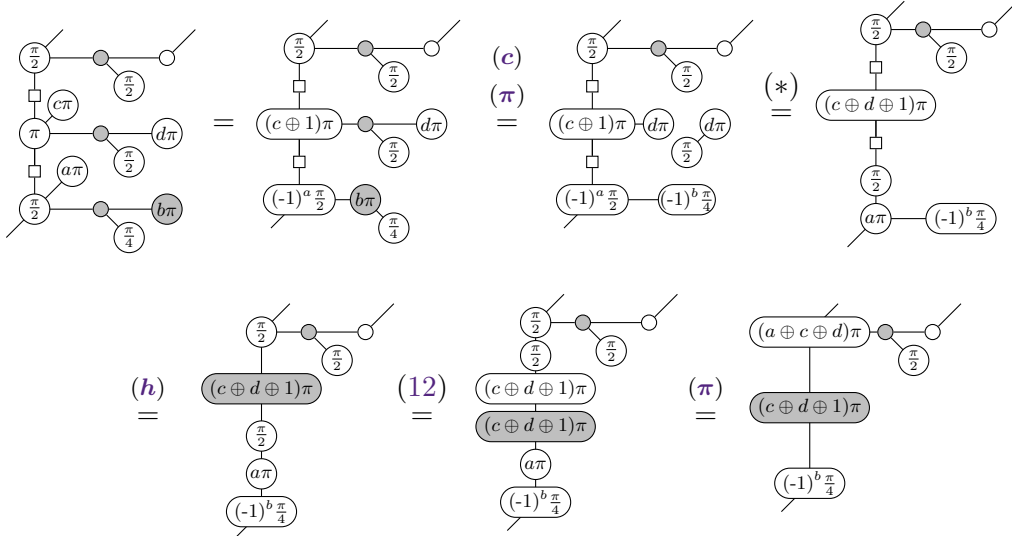 π/2
π/2
cπ
π
dπ
π/2
aπ
π/2
bπ
π/4
=
π/2
π/2
(c ⊕ 1)π
dπ
π/2
(-1)^a π/2
bπ
π/4
(c)
(π)
=
π/2
π/2
(c ⊕ 1)π
dπ
dπ
π/2
(-1)^a π/2
(-1)^b π/4
(*)
=
π/2
π/2
(c ⊕ d ⊕ 1)π
π/2
aπ
(-1)^b π/4
(h)
=
π/2
π/2
(c ⊕ d ⊕ 1)π
π/2
aπ
(-1)^b π/4
(12)
=
π/2
π/2
π/2
(c ⊕ d ⊕ 1)π
(c ⊕ d ⊕ 1)π
aπ
(-1)^b π/4
(π)
=
(a ⊕ c ⊕ d)π
π/2
(c ⊕ d ⊕ 1)π
(-1)^b π/4